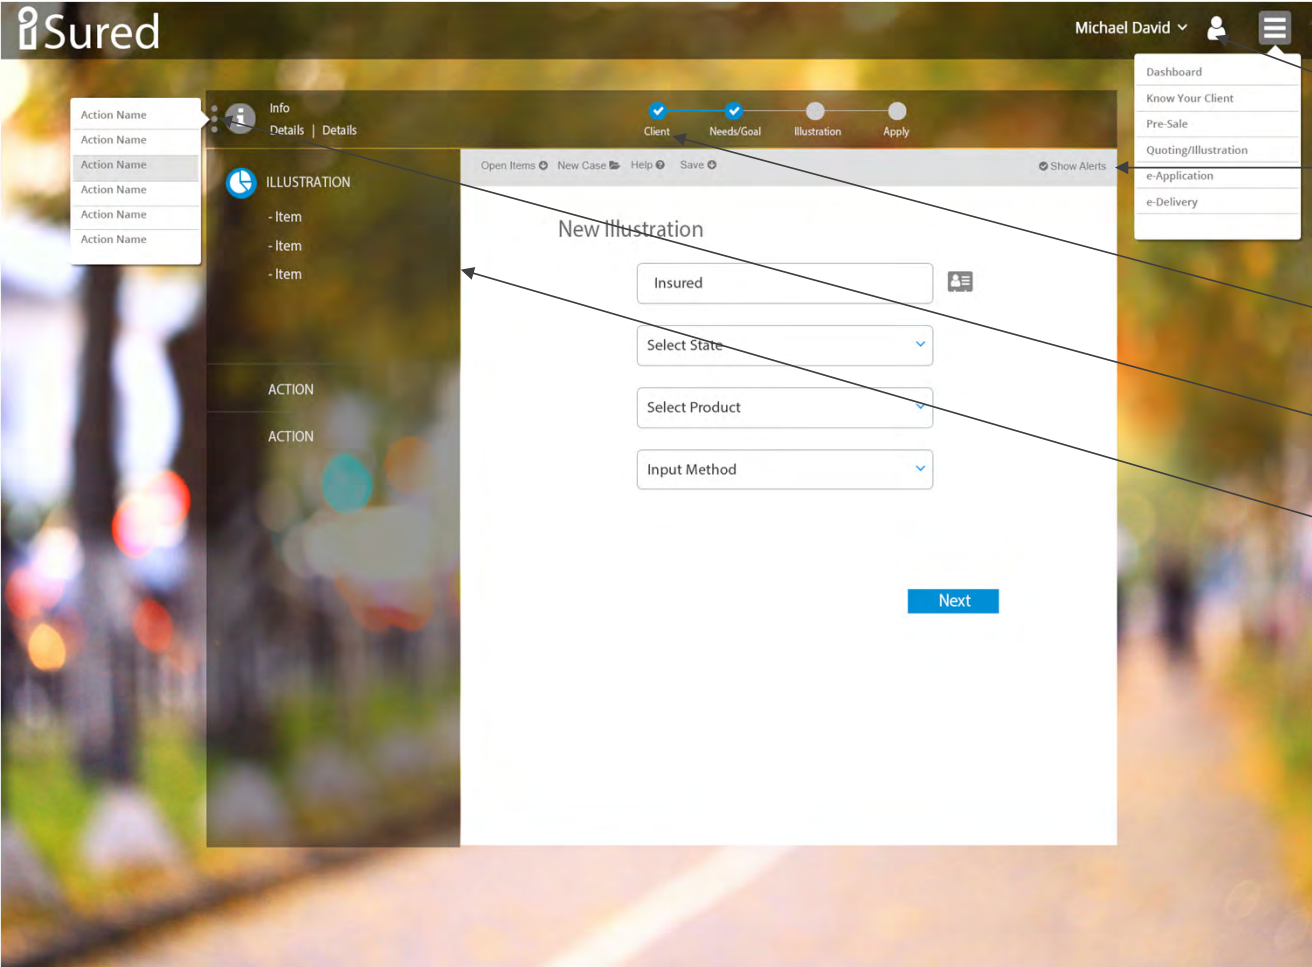 iSured
Michael David
Dashboard
Know Your Client
Pre-Sale
Quoting/Illustration
e-Application
e-Delivery
Action Name
Action Name
Action Name
Action Name
Action Name
Action Name
Info
Details | Details
Client
Needs/Goal
Illustration
Apply
Open Items
New Case
Help
Save
Show Alerts
ILLUSTRATION
- Item
- Item
- Item
ACTION
ACTION
New Illustration
Insured
Select State
Select Product
Input Method
Next